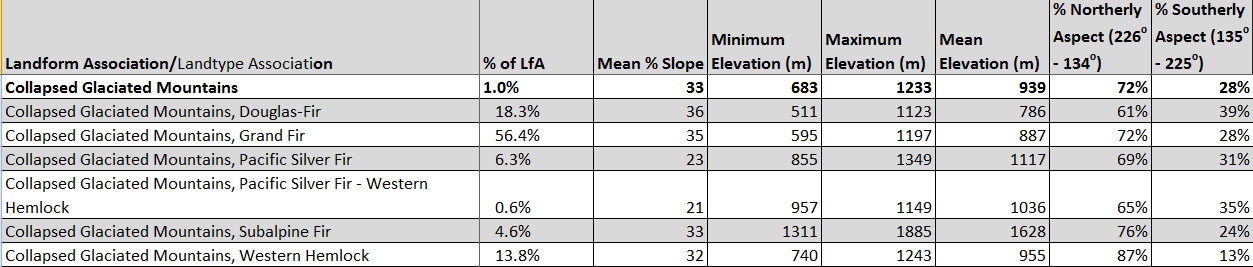 Landform Association/Landtype Association | % of LfA | Mean % Slope | Minimum Elevation (m) | Maximum Elevation (m) | Mean Elevation (m) | % Northerly Aspect (226° - 134°) | % Southerly Aspect (135° - 225°)
Collapsed Glaciated Mountains | 1.0% | 33 | 683 | 1233 | 939 | 72% | 28%
Collapsed Glaciated Mountains, Douglas-Fir | 18.3% | 36 | 511 | 1123 | 786 | 61% | 39%
Collapsed Glaciated Mountains, Grand Fir | 56.4% | 35 | 595 | 1197 | 887 | 72% | 28%
Collapsed Glaciated Mountains, Pacific Silver Fir | 6.3% | 23 | 855 | 1349 | 1117 | 69% | 31%
Collapsed Glaciated Mountains, Pacific Silver Fir - Western Hemlock | 0.6% | 21 | 957 | 1149 | 1036 | 65% | 35%
Collapsed Glaciated Mountains, Subalpine Fir | 4.6% | 33 | 1311 | 1885 | 1628 | 76% | 24%
Collapsed Glaciated Mountains, Western Hemlock | 13.8% | 32 | 740 | 1243 | 955 | 87% | 13%